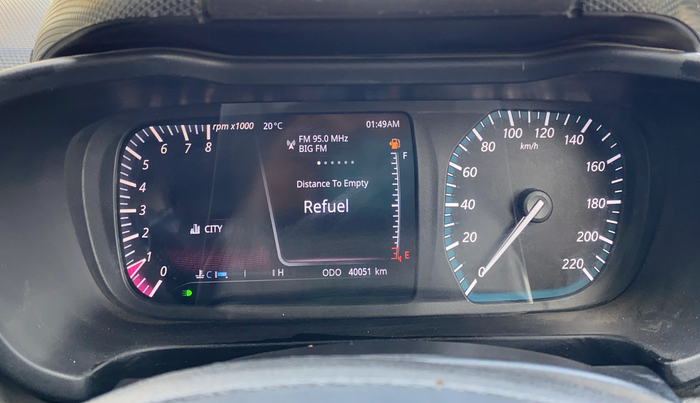 rpm x1000 20°C 01:49AM
FM 95.0 MHz
BIG FM
Distance To Empty
Refuel
F
E
CITY
C H ODO 40051 km
8
7
6
5
4
3
2
1
0
km/h
0
20
40
60
80
100
120
140
160
180
200
220